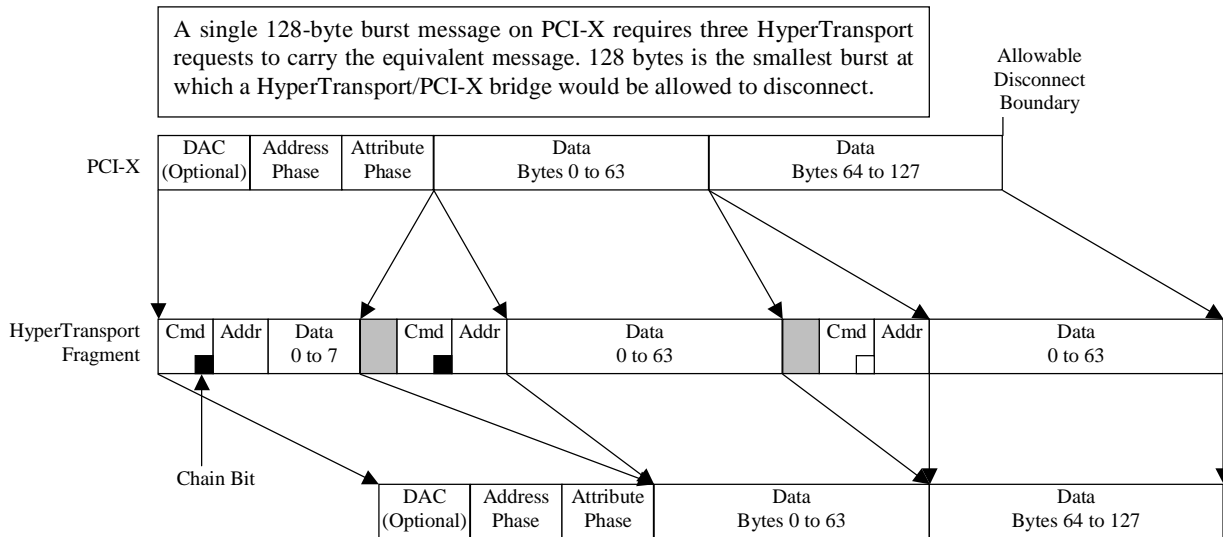 A single 128-byte burst message on PCI-X requires three HyperTransport
requests to carry the equivalent message. 128 bytes is the smallest burst at
which a HyperTransport/PCI-X bridge would be allowed to disconnect.
Allowable
Disconnect
Boundary
PCI-X
DAC
(Optional)
Address
Phase
Attribute
Phase
Data
Bytes 0 to 63
Data
Bytes 64 to 127
HyperTransport
Fragment
Cmd
Addr
Data
0 to 7
Cmd
Addr
Data
0 to 63
Cmd
Addr
Data
0 to 63
Chain Bit
DAC
(Optional)
Address
Phase
Attribute
Phase
Data
Bytes 0 to 63
Data
Bytes 64 to 127